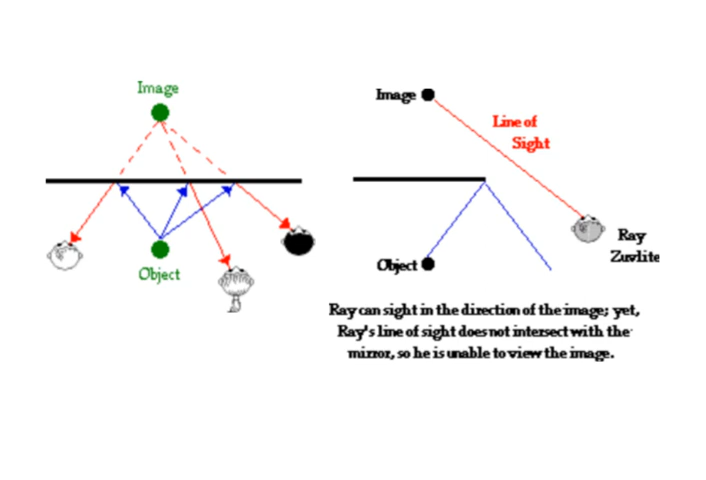 Image
Object
Image
Line of
Sight
Ray
Zuvlite
Object
Ray can sight in the direction of the image; yet,
Ray's line of sight does not intersect with the
mirror, so he is unable to view the image.